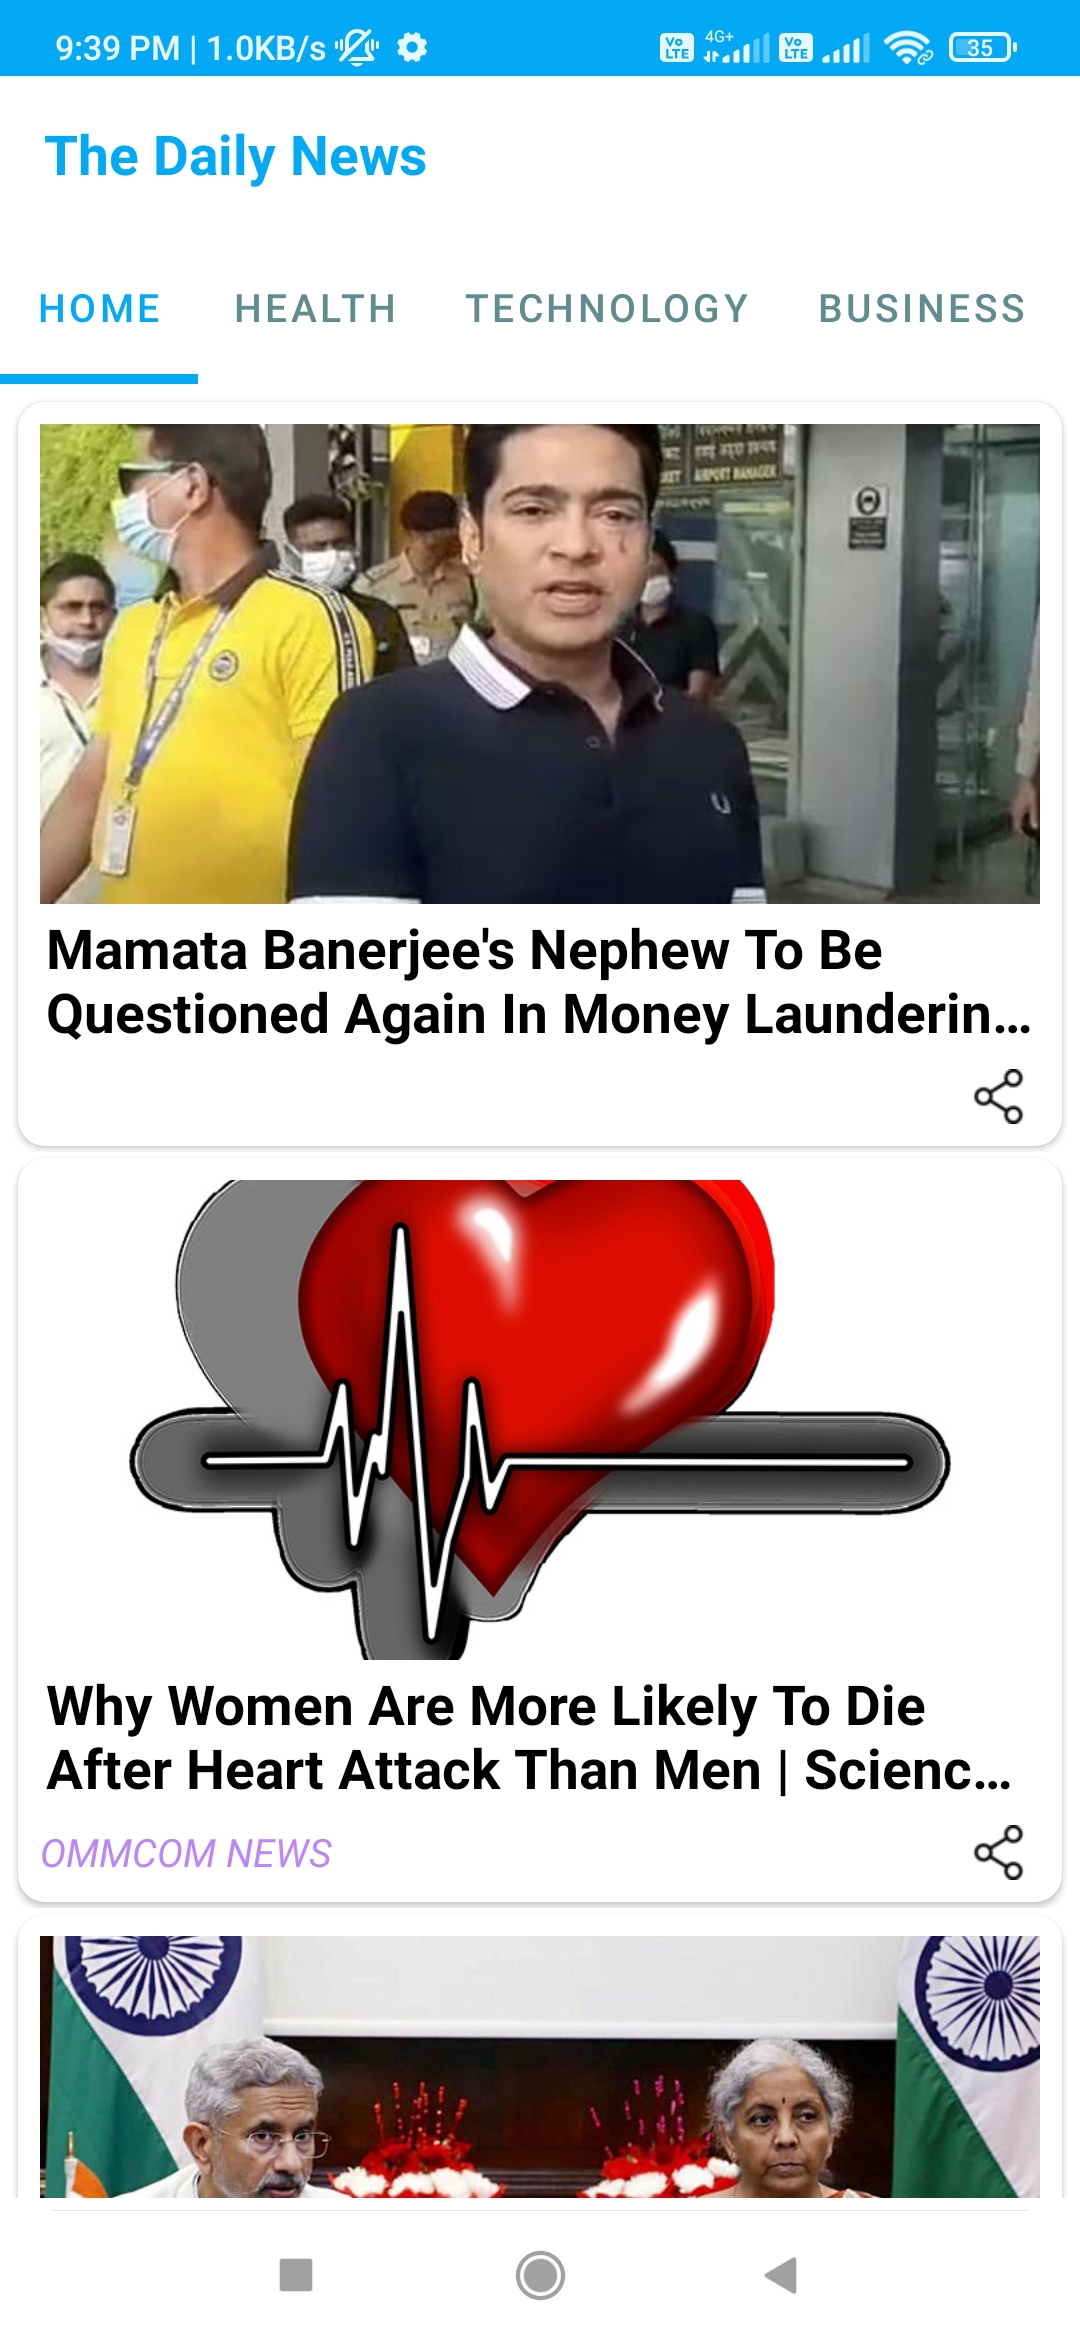 9:39 PM | 1.0KB/s
Vo LTE 4G+ Vo LTE 35
The Daily News
HOME HEALTH TECHNOLOGY BUSINESS
AIRPORT MANAGER
Mamata Banerjee's Nephew To Be
Questioned Again In Money Launderin...
Why Women Are More Likely To Die
After Heart Attack Than Men | Scienc...
OMMCOM NEWS